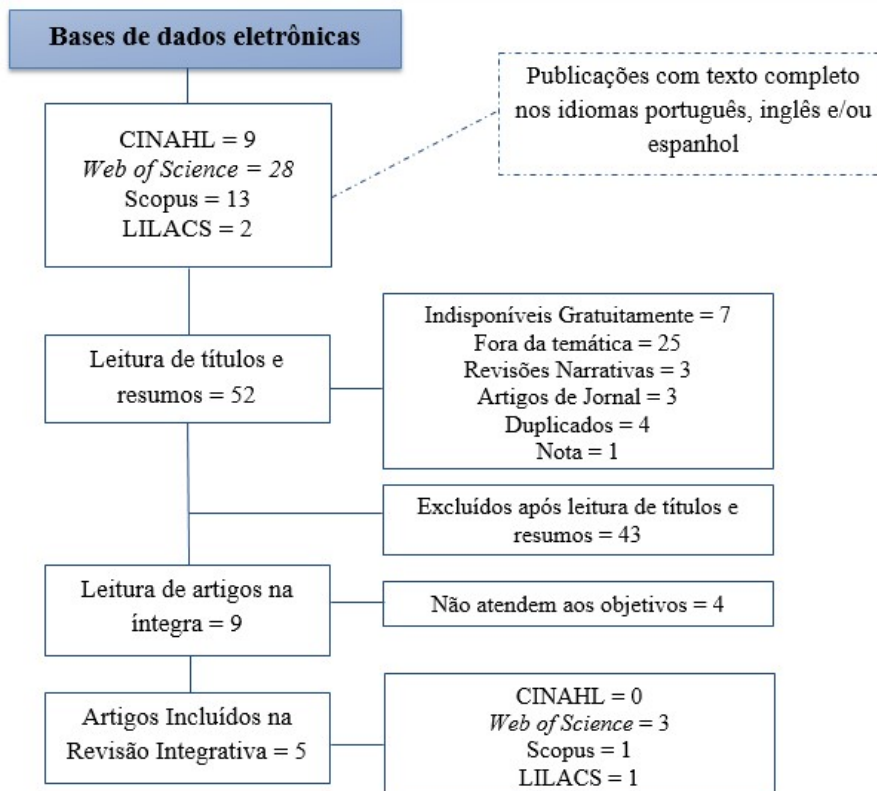 Bases de dados eletrônicas
Publicações com texto completo
nos idiomas português, inglês e/ou
espanhol
CINAHL = 9
Web of Science = 28
Scopus = 13
LILACS = 2
Leitura de títulos e
resumos = 52
Indisponíveis Gratuitamente = 7
Fora da temática = 25
Revisões Narrativas = 3
Artigos de Jornal = 3
Duplicados = 4
Nota = 1
Excluídos após leitura de títulos e
resumos = 43
Leitura de artigos na
íntegra = 9
Não atendem aos objetivos = 4
Artigos Incluídos na
Revisão Integrativa = 5
CINAHL = 0
Web of Science = 3
Scopus = 1
LILACS = 1